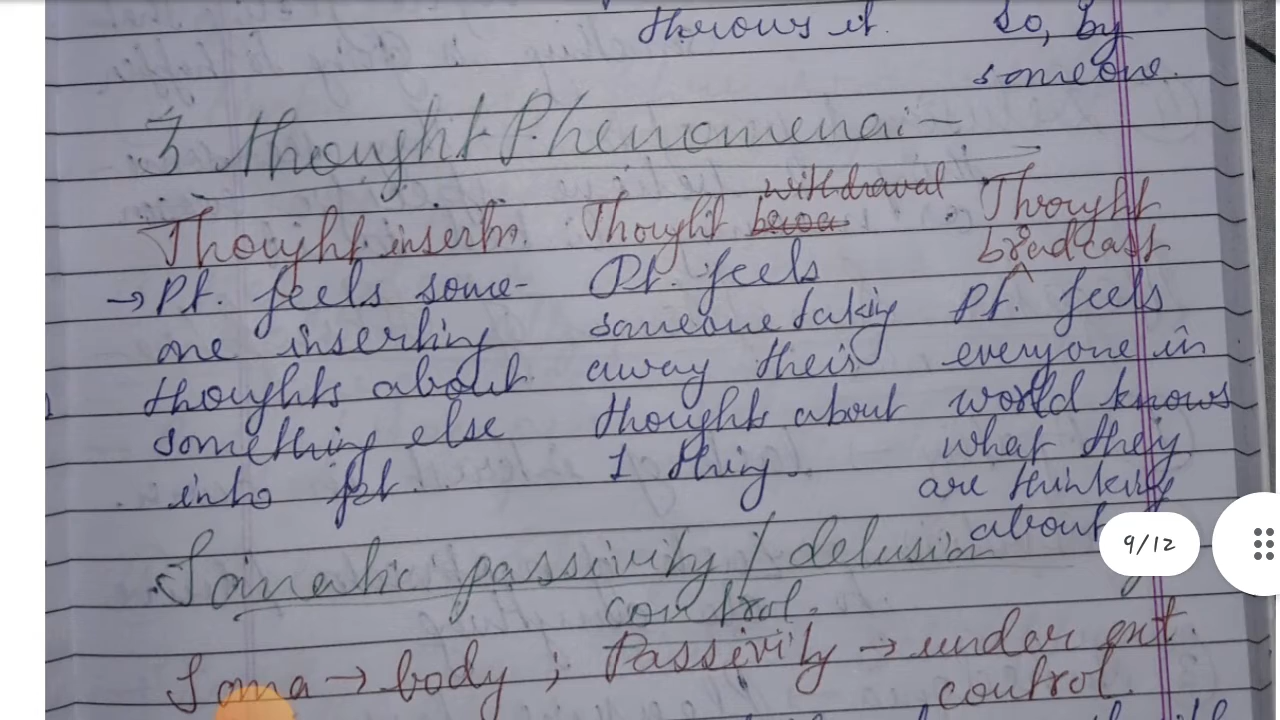 throws it. so, by
someone.
3 Thought Phenomena:-
Thought insertn. Thought withdrawal Thought broadcast
→ Pt. feels some- Pt. feels Pt. feels
one inserting someone taking everyone in
thoughts about away their world knows
something else thoughts about what they
into pt. 1 thing. are thinking
about
Somatic passivity / delusion
control.
Soma → body ; Passivity → under ext.
control.
9/12